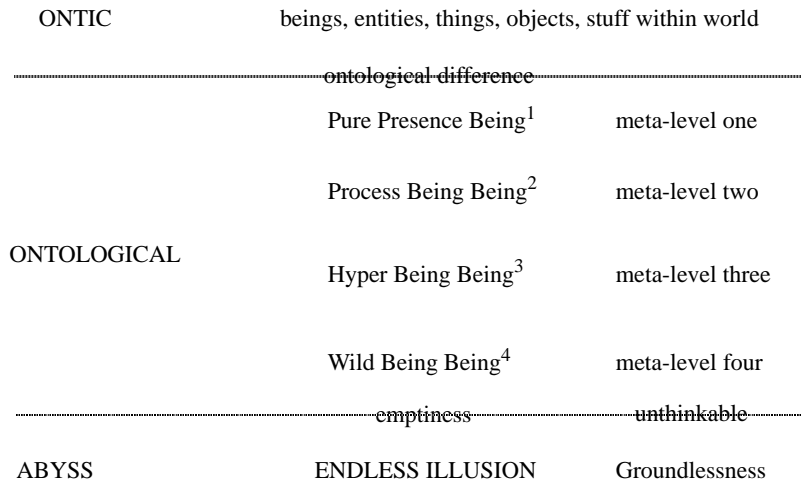 ONTIC beings, entities, things, objects, stuff within world
ontological difference
Pure Presence Being¹ meta-level one
Process Being Being² meta-level two
ONTOLOGICAL
Hyper Being Being³ meta-level three
Wild Being Being⁴ meta-level four
emptiness unthinkable
ABYSS ENDLESS ILLUSION Groundlessness